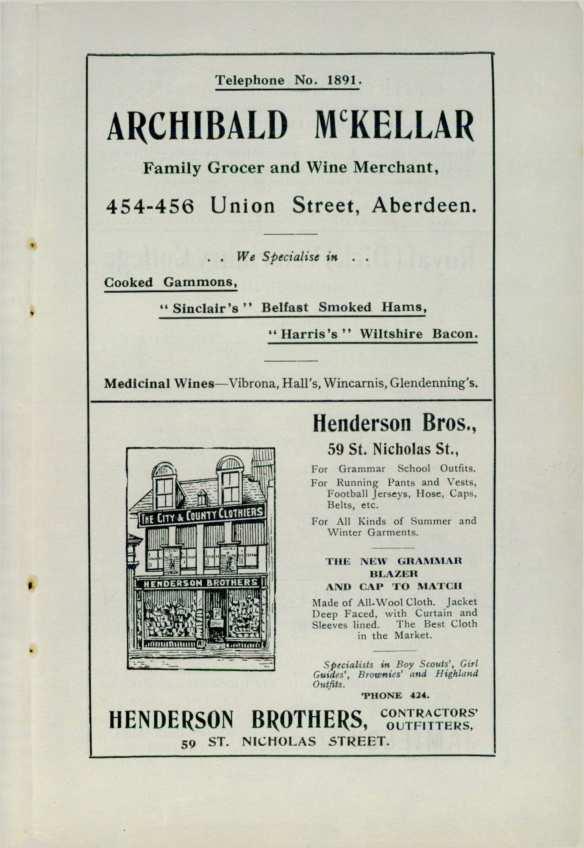 Telephone No. 1891.
ARCHIBALD McKELLAR
Family Grocer and Wine Merchant,
454-456 Union Street, Aberdeen.
. . We Specialise in . .
Cooked Gammons,
"Sinclair's" Belfast Smoked Hams,
"Harris's" Wiltshire Bacon.
Medicinal Wines—Vibrona, Hall's, Wincarnis, Glendenning's.
THE CITY & COUNTY CLOTHIERS
HENDERSON BROTHERS
Henderson Bros.,
59 St. Nicholas St.,
For Grammar School Outfits.
For Running Pants and Vests,
Football Jerseys, Hose, Caps,
Belts, etc.
For All Kinds of Summer and
Winter Garments.
THE NEW GRAMMAR
BLAZER
AND CAP TO MATCH
Made of All-Wool Cloth. Jacket
Deep Faced, with Curtain and
Sleeves lined. The Best Cloth
in the Market.
Specialists in Boy Scouts', Girl
Guides', Brownies' and Highland
Outfits.
'PHONE 424.
HENDERSON BROTHERS, CONTRACTORS'
OUTFITTERS,
59 ST. NICHOLAS STREET.